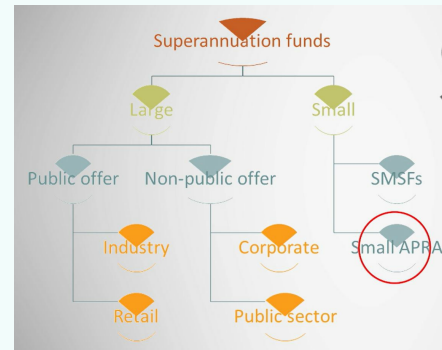 Superannuation funds
Large
Small
Public offer
Non-public offer
SMSFs
Industry
Corporate
Small APRA
Retail
Public sector